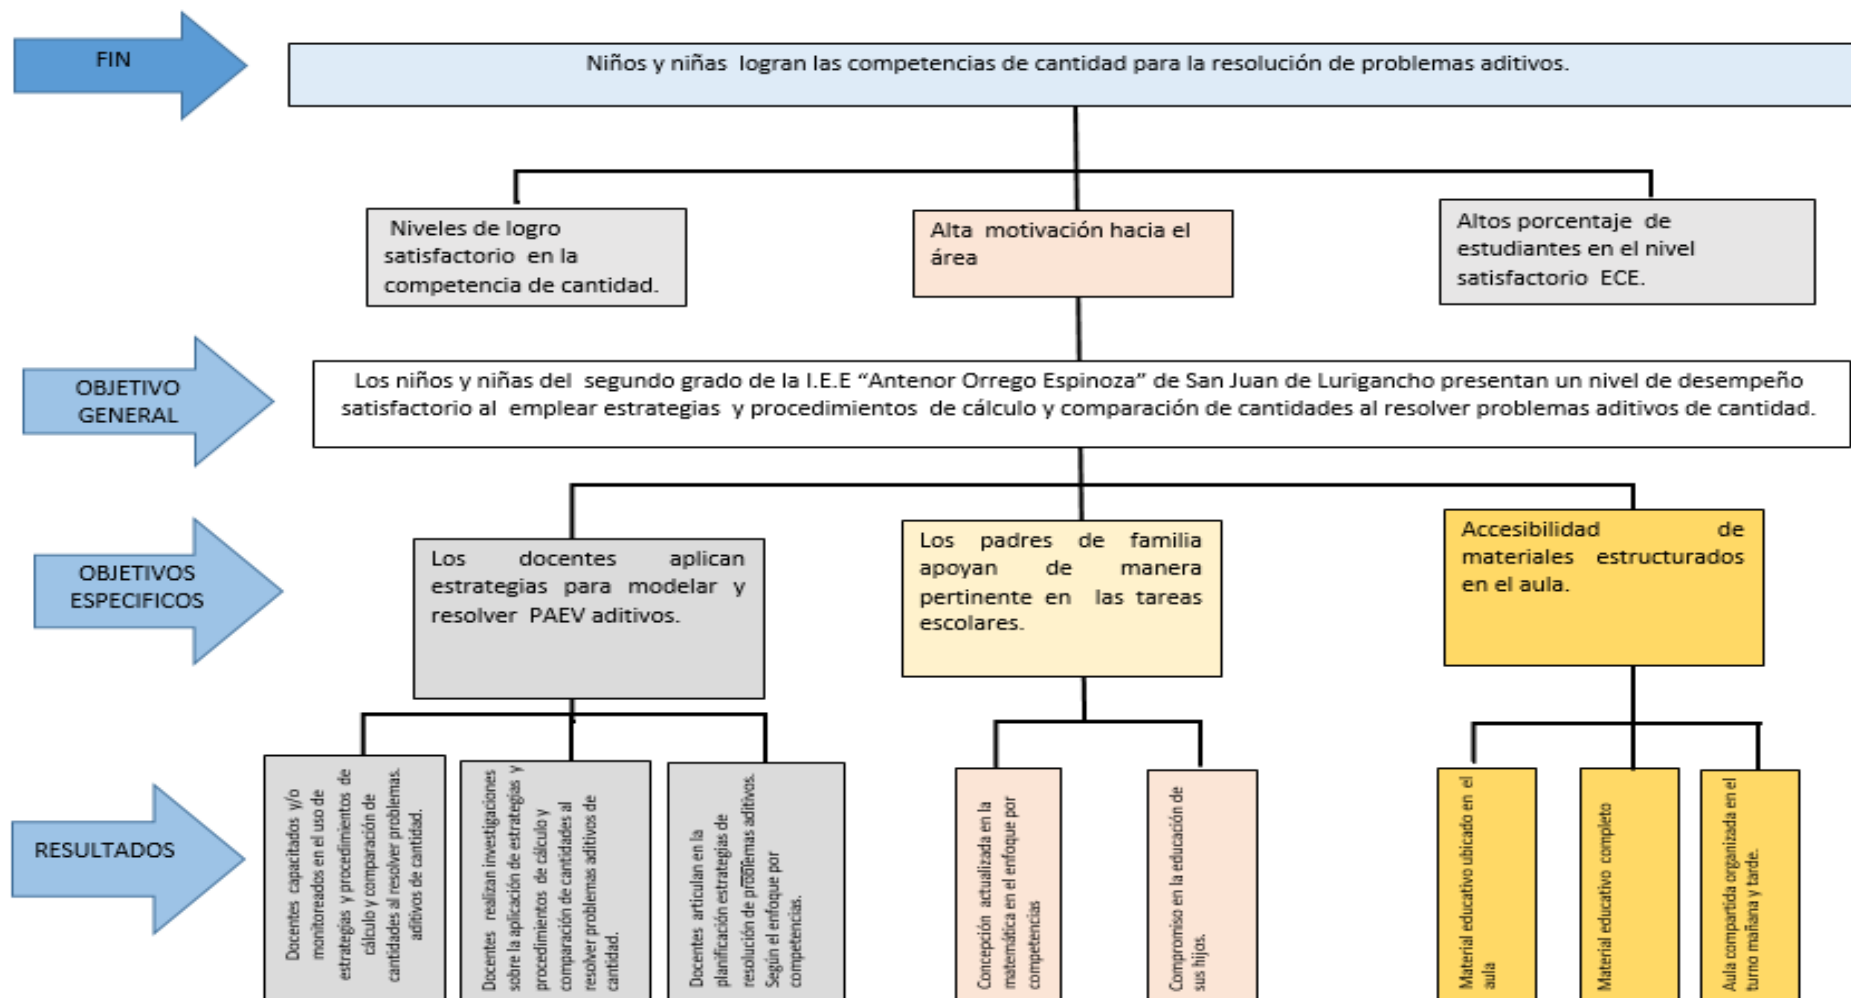 FIN
Niños y niñas logran las competencias de cantidad para la resolución de problemas aditivos.
Niveles de logro
satisfactorio en la
competencia de cantidad.
Alta motivación hacia el
área
Altos porcentaje de
estudiantes en el nivel
satisfactorio ECE.
OBJETIVO
GENERAL
Los niños y niñas del segundo grado de la I.E.E “Antenor Orrego Espinoza” de San Juan de Lurigancho presentan un nivel de desempeño
satisfactorio al emplear estrategias y procedimientos de cálculo y comparación de cantidades al resolver problemas aditivos de cantidad.
OBJETIVOS
ESPECIFICOS
Los docentes aplican
estrategias para modelar y
resolver PAEV aditivos.
Los padres de familia
apoyan de manera
pertinente en las tareas
escolares.
Accesibilidad de
materiales estructurados
en el aula.
RESULTADOS
Docentes capacitados y/o
monitoreados en el uso de
estrategias y procedimientos de
cálculo y comparación de
cantidades al resolver problemas.
aditivos de cantidad.
Docentes realizan investigaciones
sobre la aplicación de estrategias y
procedimientos de cálculo y
comparación de cantidades al
resolver problemas aditivos de
cantidad.
Docentes articulan en la
planificación estrategias de
resolución de problemas aditivos.
Según el enfoque por
competencias.
Concepción actualizada en la
matemática en el enfoque por
competencias
Compromiso en la educación de
sus hijos.
Material educativo ubicado en el
aula
Material educativo completo
Aula compartida organizada en el
turno mañana y tarde.